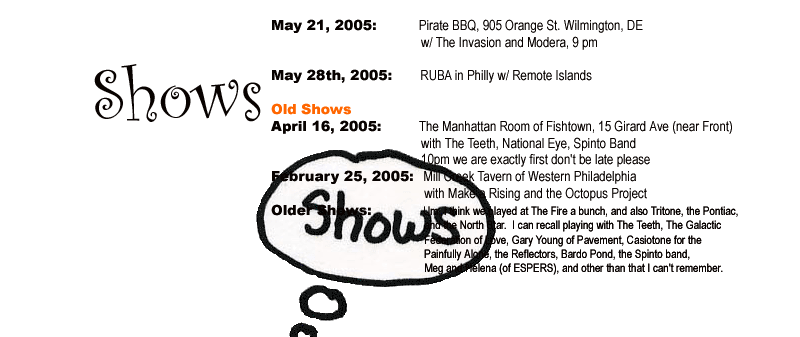 Shows
May 21, 2005: Pirate BBQ, 905 Orange St. Wilmington, DE
w/ The Invasion and Modera, 9 pm
May 28th, 2005: RUBA in Philly w/ Remote Islands
Old Shows
April 16, 2005: The Manhattan Room of Fishtown, 15 Girard Ave (near Front)
with The Teeth, National Eye, Spinto Band
10pm we are exactly first don't be late please
February 25, 2005: Mill Creek Tavern of Western Philadelphia
with Make a Rising and the Octopus Project
Older Shows: think we played at The Fire a bunch, and also Tritone, the Pontiac,
and the North Star. I can recall playing with The Teeth, The Galactic
Federation of Love, Gary Young of Pavement, Casiotone for the
Painfully Alone, the Reflectors, Bardo Pond, the Spinto band,
Meg and Helena (of ESPERS), and other than that I can't remember.
Shows